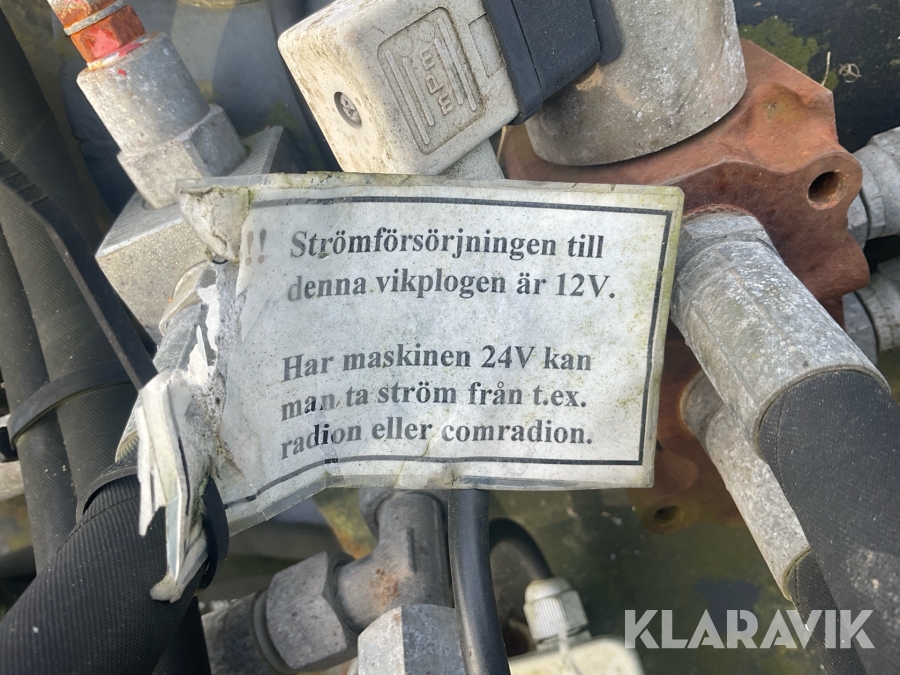 !! Strömförsörjningen till
denna vikplogen är 12V.
Har maskinen 24V kan
man ta ström från t.ex.
radion eller comradion.
KLARAVIK